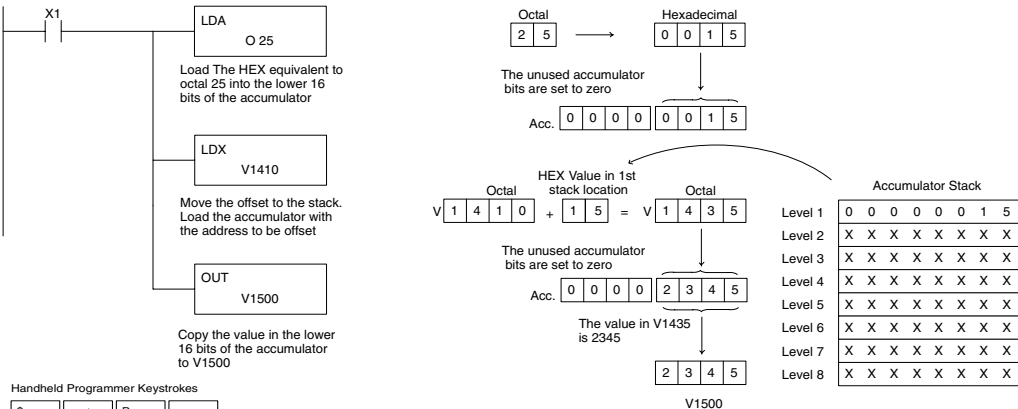 X1
LDA
O 25
Load The HEX equivalent to
octal 25 into the lower 16
bits of the accumulator
LDX
V1410
Move the offset to the stack.
Load the accumulator with
the address to be offset
OUT
V1500
Copy the value in the lower
16 bits of the accumulator
to V1500
Handheld Programmer Keystrokes
Octal Hexadecimal
2 5 0 0 1 5
The unused accumulator
bits are set to zero
Acc. 0 0 0 0 0 0 1 5
HEX Value in 1st
stack location
Octal Octal
V 1 4 1 0 + 1 5 = V 1 4 3 5
The unused accumulator
bits are set to zero
Acc. 0 0 0 0 2 3 4 5
The value in V1435
is 2345
2 3 4 5
V1500
Accumulator Stack
Level 1 0 0 0 0 0 0 1 5
Level 2 X X X X X X X X
Level 3 X X X X X X X X
Level 4 X X X X X X X X
Level 5 X X X X X X X X
Level 6 X X X X X X X X
Level 7 X X X X X X X X
Level 8 X X X X X X X X